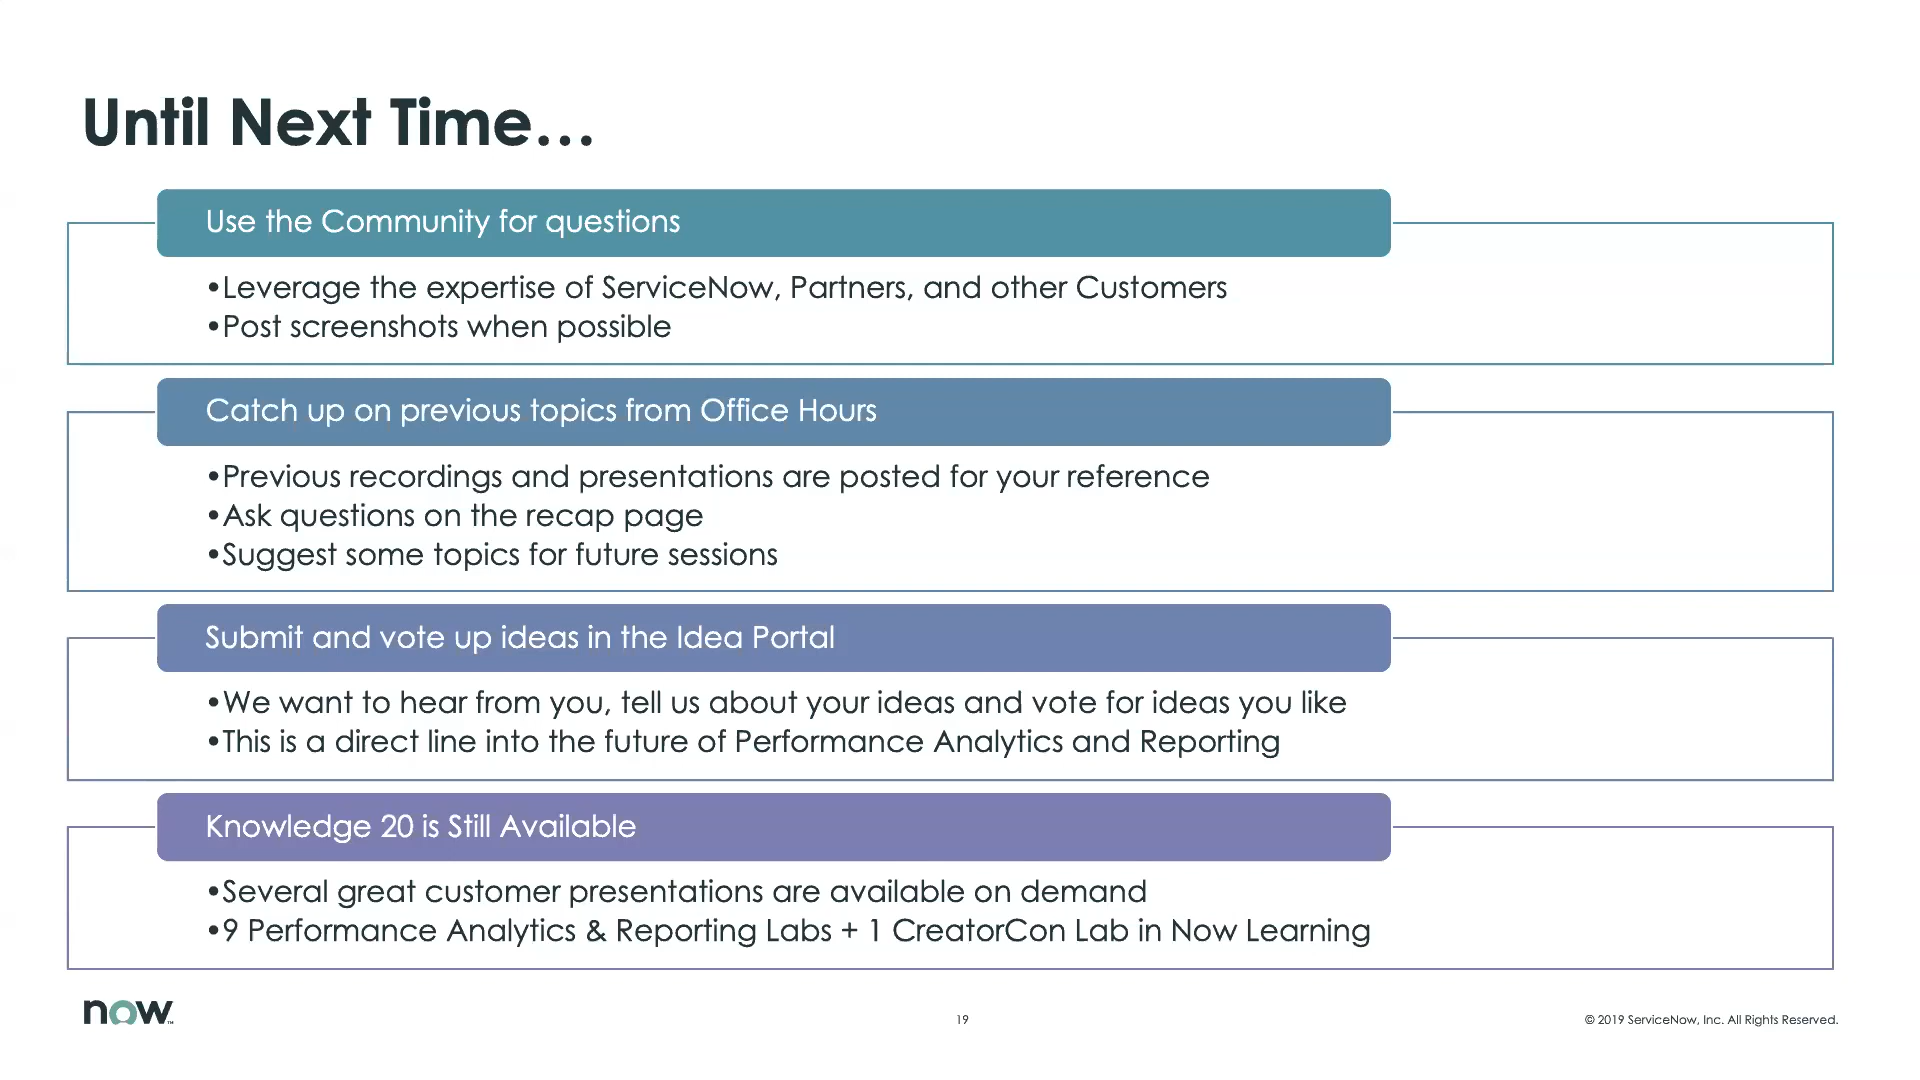 Until Next Time…
Use the Community for questions
•Leverage the expertise of ServiceNow, Partners, and other Customers
•Post screenshots when possible
Catch up on previous topics from Office Hours
•Previous recordings and presentations are posted for your reference
•Ask questions on the recap page
•Suggest some topics for future sessions
Submit and vote up ideas in the Idea Portal
•We want to hear from you, tell us about your ideas and vote for ideas you like
•This is a direct line into the future of Performance Analytics and Reporting
Knowledge 20 is Still Available
•Several great customer presentations are available on demand
•9 Performance Analytics & Reporting Labs + 1 CreatorCon Lab in Now Learning
now™
19
© 2019 ServiceNow, Inc. All Rights Reserved.